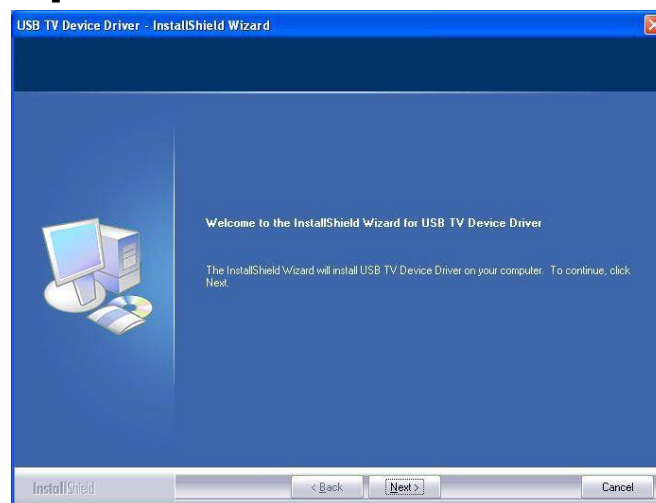 USB TV Device Driver - InstallShield Wizard
Welcome to the InstallShield Wizard for USB TV Device Driver
The InstallShield Wizard will install USB TV Device Driver on your computer.  To continue, click
Next.
InstallShield
< Back
Next >
Cancel